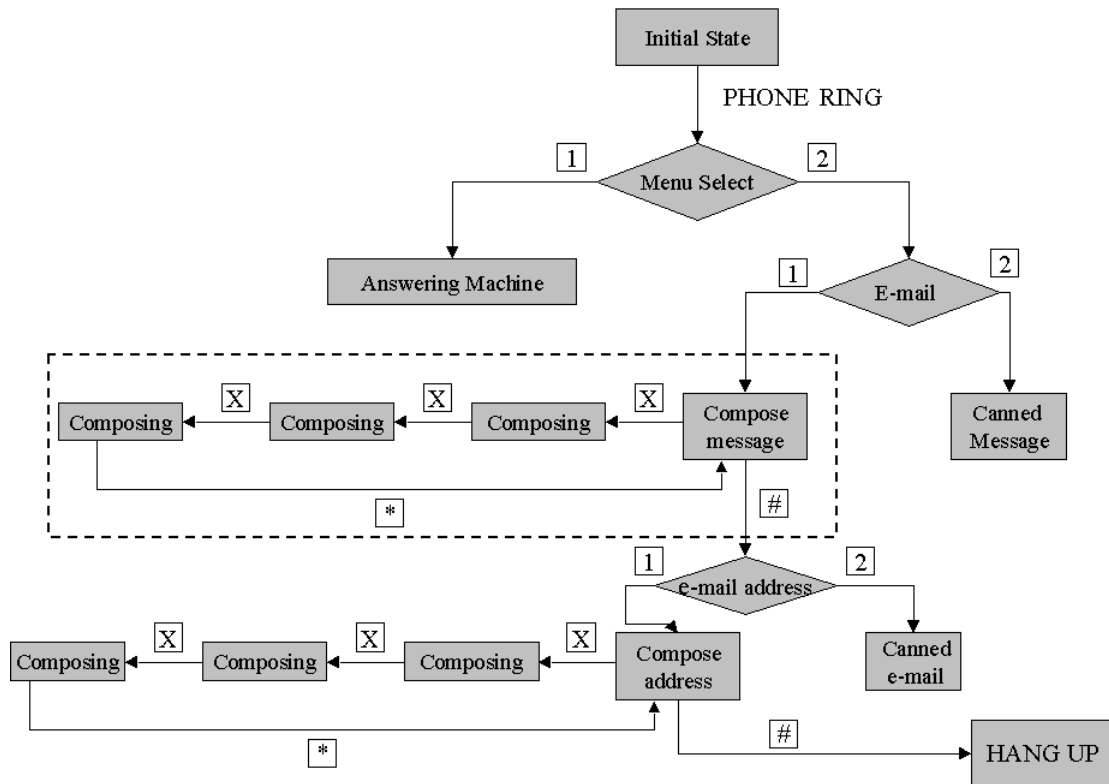 Initial State
PHONE RING
1
2
Menu Select
Answering Machine
1
2
E-mail
Composing
X
Composing
X
Composing
X
Compose
message
Canned
Message
*
#
1
2
e-mail address
Composing
X
Composing
X
Composing
X
Compose
address
Canned
e-mail
*
#
HANG UP